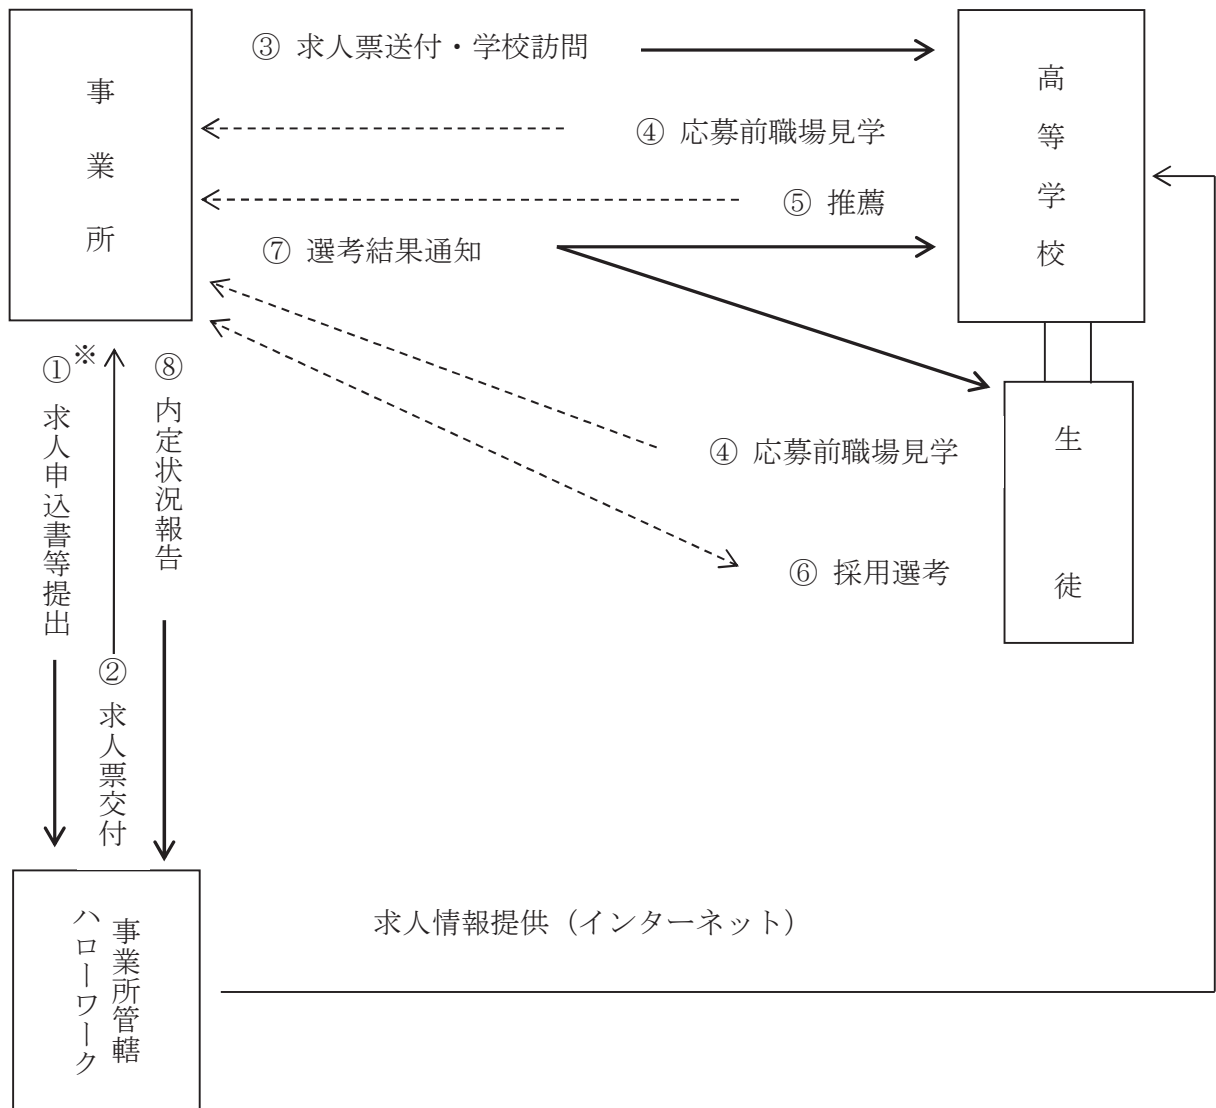 事業所
③ 求人票送付・学校訪問
高等学校
④ 応募前職場見学
⑤ 推薦
⑦ 選考結果通知
①※ 求人申込書等提出
② 求人票交付
⑧ 内定状況報告
生徒
④ 応募前職場見学
⑥ 採用選考
事業所管轄
ハローワーク
求人情報提供（インターネット）